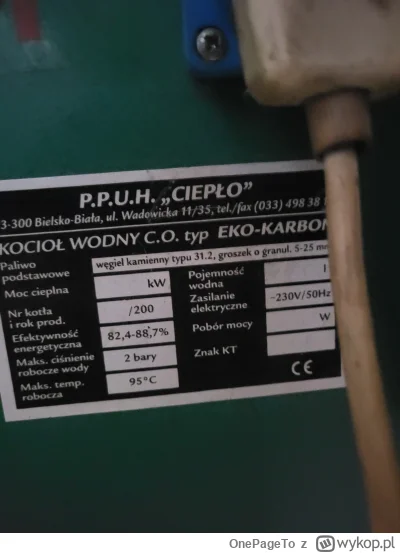 P.P.U.H. „CIEPŁO”
3-300 Bielsko-Biała, ul. Wadowicka 11/35, tel./fax (033) 498 38
KOCIOŁ WODNY C.O. typ EKO-KARBON
Paliwo podstawowe węgiel kamienny typu 31.2, groszek o granul. 5-25 mm
Moc cieplna kW
Nr kotła i rok prod. /200
Efektywność energetyczna 82,4-88,7%
Maks. ciśnienie robocze wody 2 bary
Maks. temp. robocza 95°C
Pojemność wodna l
Zasilanie elektryczne ~230V/50Hz
Pobór mocy W
Znak KT
CE
OnePageTo z wykop.pl